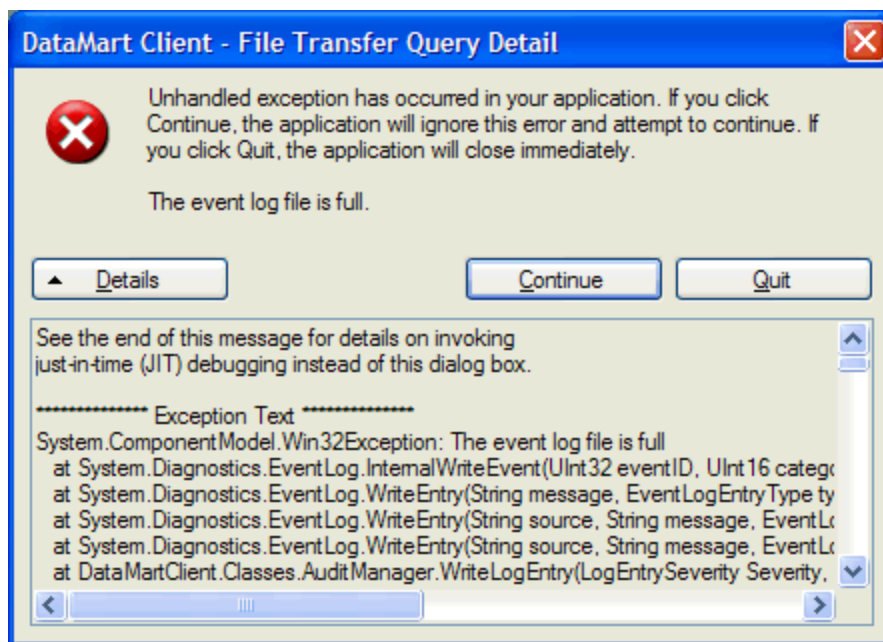 DataMart Client - File Transfer Query Detail
Unhandled exception has occurred in your application. If you click
Continue, the application will ignore this error and attempt to continue. If
you click Quit, the application will close immediately.
The event log file is full.
Details
Continue
Quit
See the end of this message for details on invoking
just-in-time (JIT) debugging instead of this dialog box.
************** Exception Text **************
System.ComponentModel.Win32Exception: The event log file is full
at System.Diagnostics.EventLog.InternalWriteEvent(UInt32 eventID, UInt16 catego
at System.Diagnostics.EventLog.WriteEntry(String message, EventLogEntryType ty
at System.Diagnostics.EventLog.WriteEntry(String source, String message, EventLo
at System.Diagnostics.EventLog.WriteEntry(String source, String message, EventLo
at DataMartClient.Classes.AuditManager.WriteLogEntry(LogEntrySeverity Severity,